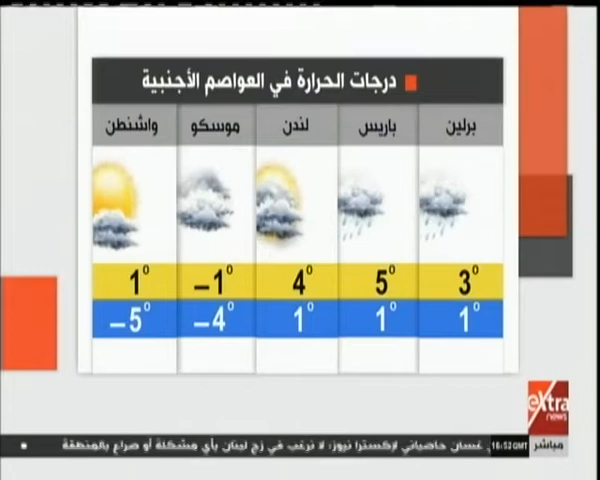 درجات الحرارة في العواصم الأجنبية
برلين باريس لندن موسكو واشنطن
3° 5° 4° –1° 1°
1° 1° 1° –4° –5°
eXtra
news
مباشر
16:52 GMT غسان حاصباني لإكسترا نيوز: لا نرغب في زج لبنان بأي مشكلة أو صراع بالمنطقة